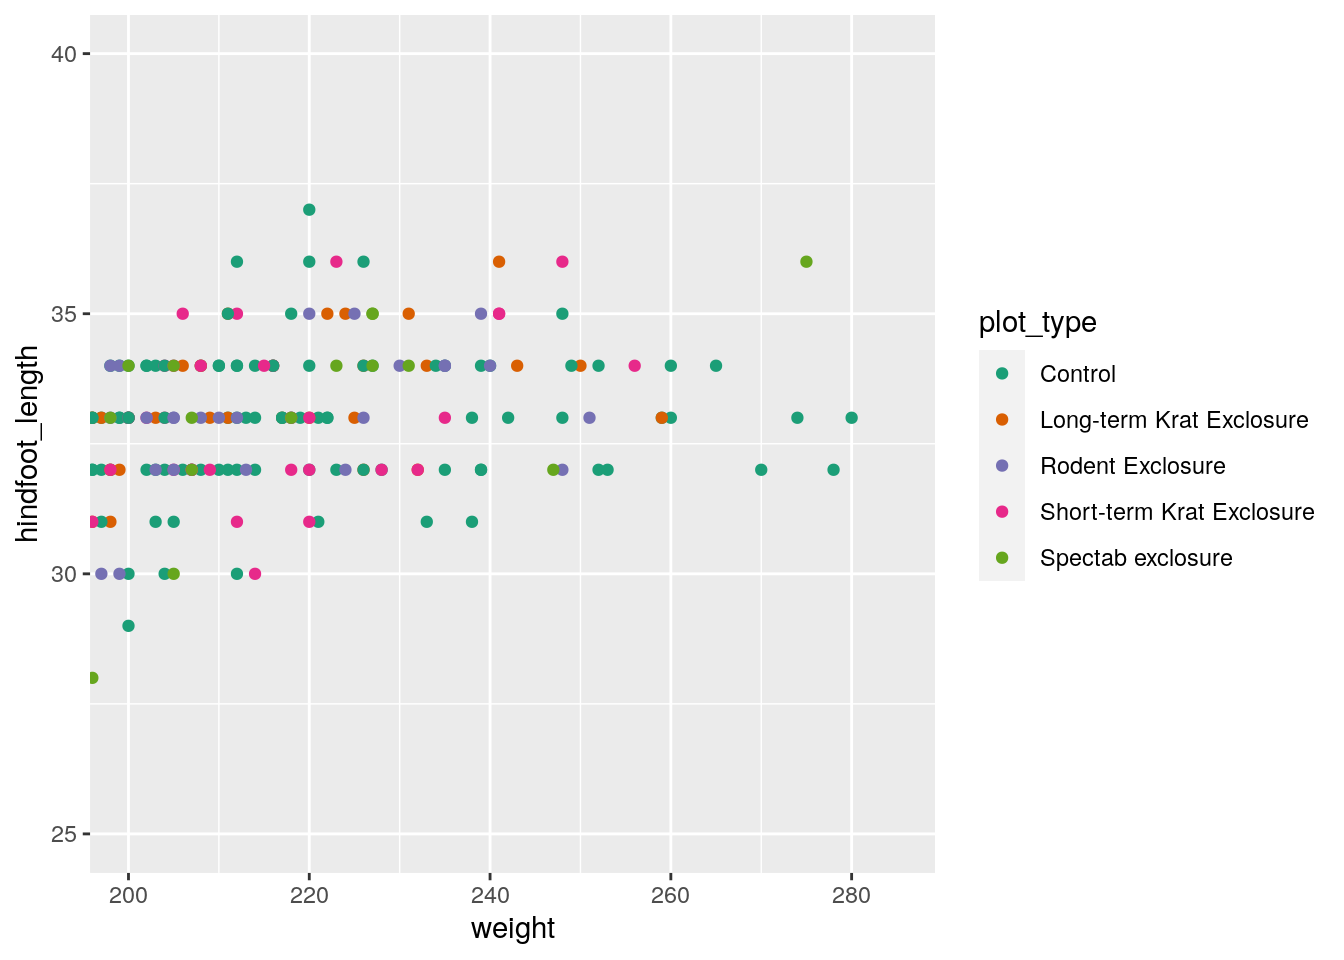 40
35
30
25
hindfoot_length
200 220 240 260 280
weight
plot_type
Control
Long-term Krat Exclosure
Rodent Exclosure
Short-term Krat Exclosure
Spectab exclosure